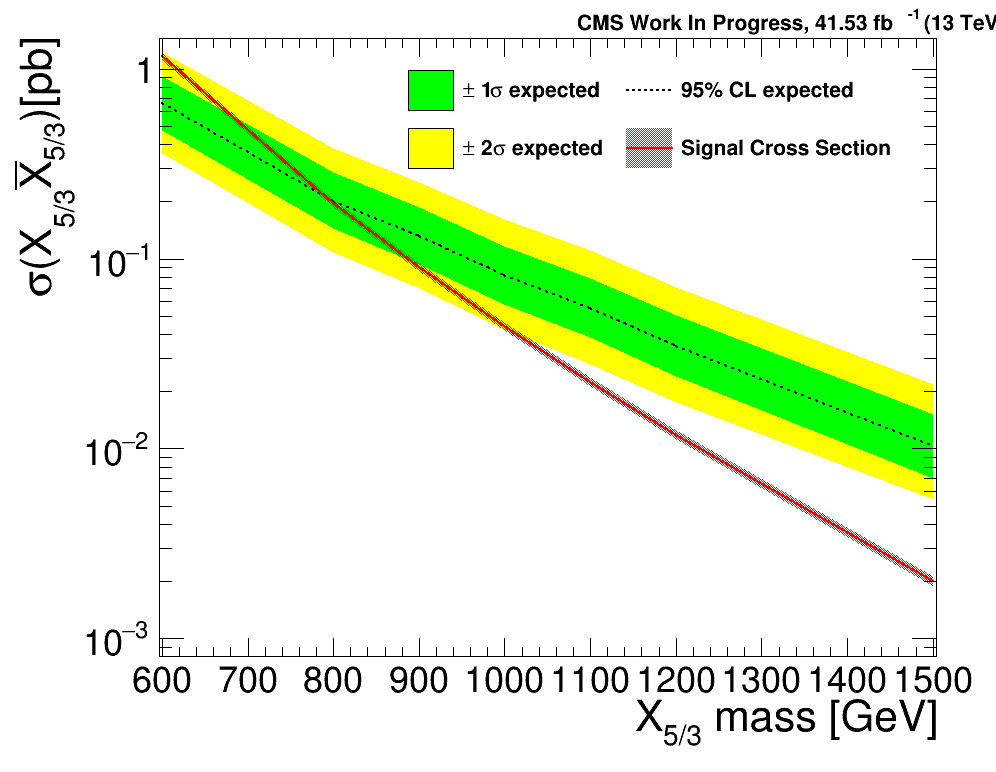 CMS Work In Progress, 41.53 fb⁻¹ (13 TeV
σ(X₅/₃X̅₅/₃)[pb]
1
10⁻¹
10⁻²
10⁻³
± 1σ expected
95% CL expected
± 2σ expected
Signal Cross Section
600 700 800 900 1000 1100 1200 1300 1400 1500
X₅/₃ mass [GeV]